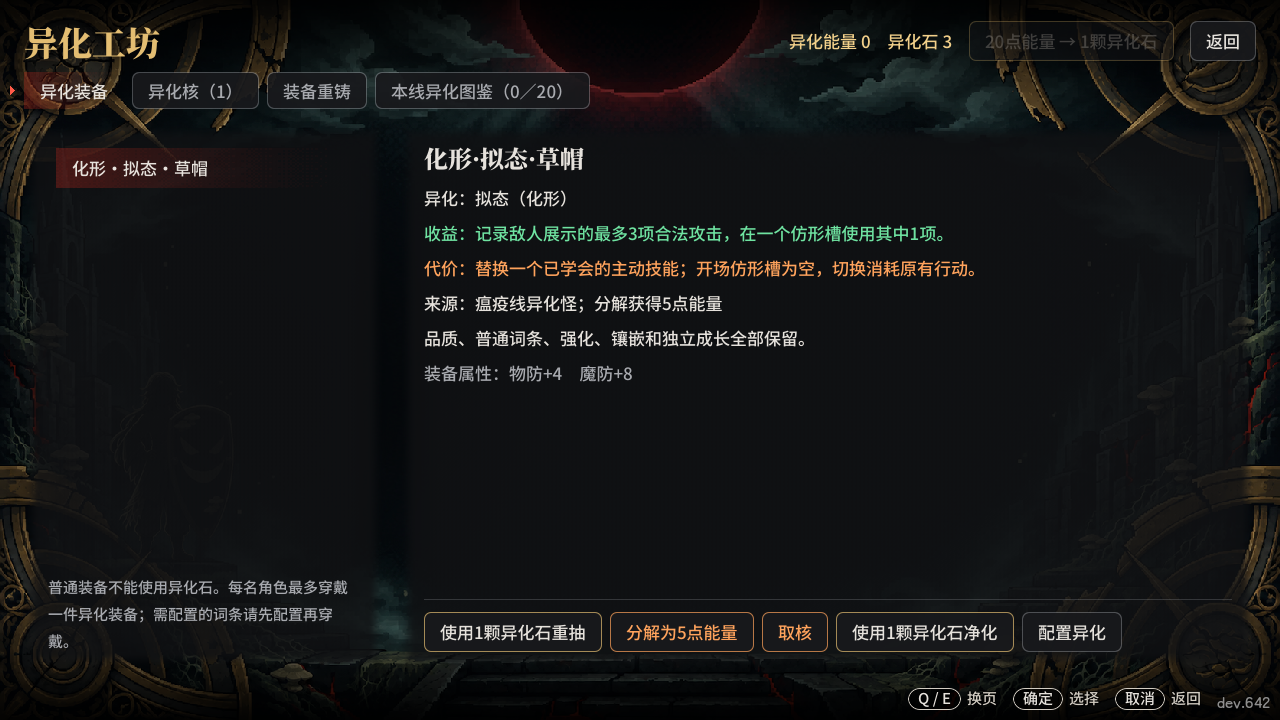 异化工坊
异化能量 0 异化石 3 20点能量 → 1颗异化石 返回
异化装备 异化核（1） 装备重铸 本线异化图鉴（0／20）
化形·拟态·草帽
化形·拟态·草帽
异化：拟态（化形）
收益：记录敌人展示的最多3项合法攻击，在一个仿形槽使用其中1项。
代价：替换一个已学会的主动技能；开场仿形槽为空，切换消耗原有行动。
来源：瘟疫线异化怪；分解获得5点能量
品质、普通词条、强化、镶嵌和独立成长全部保留。
装备属性：物防+4 魔防+8
普通装备不能使用异化石。每名角色最多穿戴
一件异化装备；需配置的词条请先配置再穿
戴。
使用1颗异化石重抽 分解为5点能量 取核 使用1颗异化石净化 配置异化
Q / E 换页 确定 选择 取消 返回 dev.642